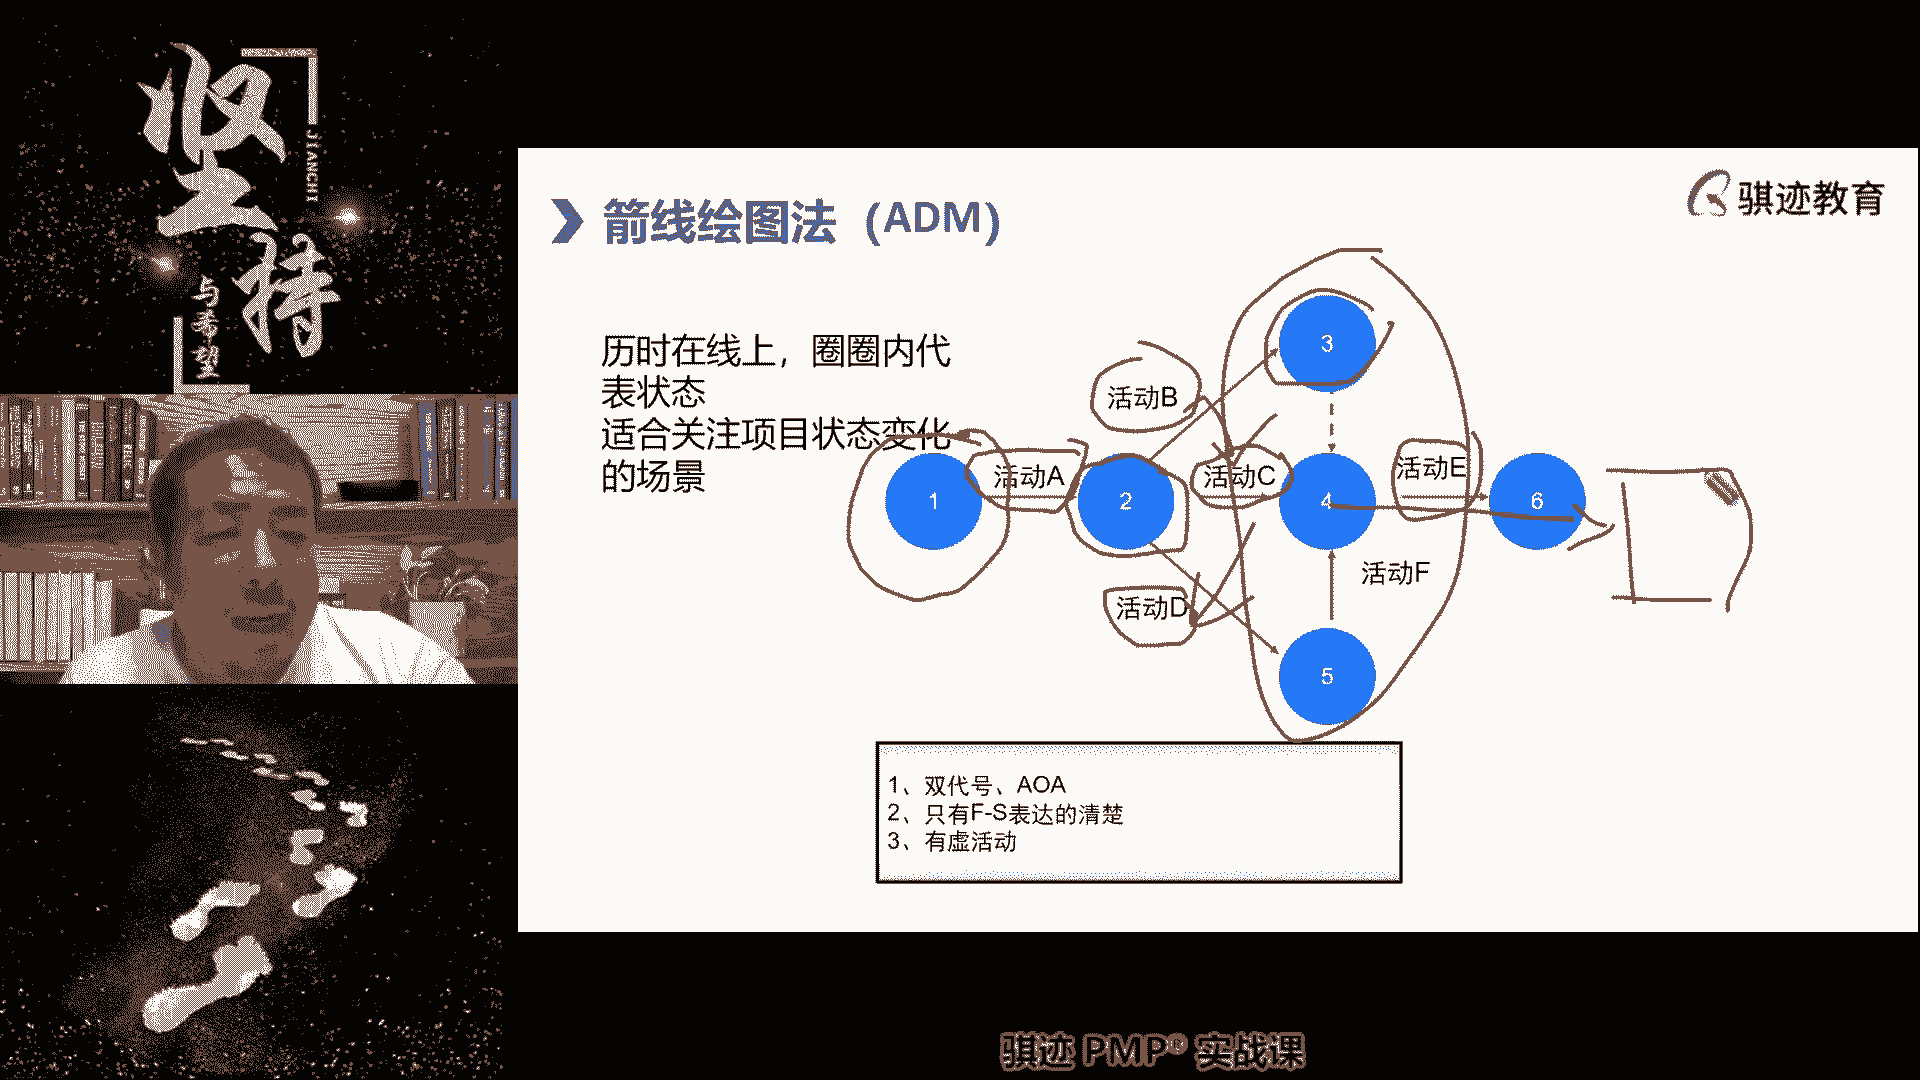 坚持
JIANCHI
与希望
骐迹教育
箭线绘图法（ADM）
历时在线上，圈圈内代
表状态
适合关注项目状态变化
的场景
3
活动B
活动A
活动C
活动E
1
2
4
6
活动F
活动D
5
1、双代号、AOA
2、只有F-S表达的清楚
3、有虚活动
骐迹 PMP® 实战课